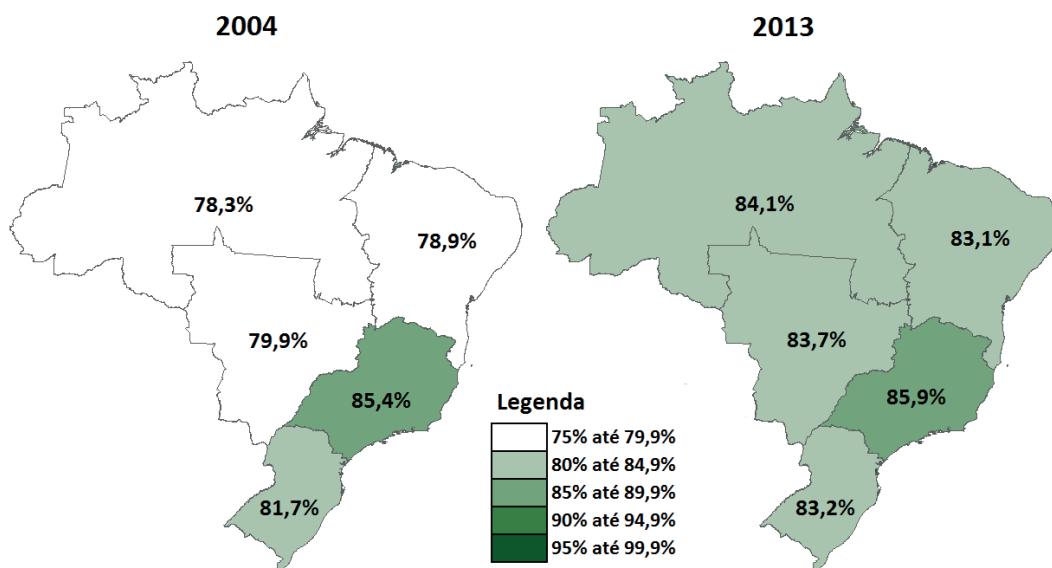 2004
2013
78,3%
78,9%
79,9%
85,4%
81,7%
84,1%
83,1%
83,7%
85,9%
83,2%
Legenda
75% até 79,9%
80% até 84,9%
85% até 89,9%
90% até 94,9%
95% até 99,9%